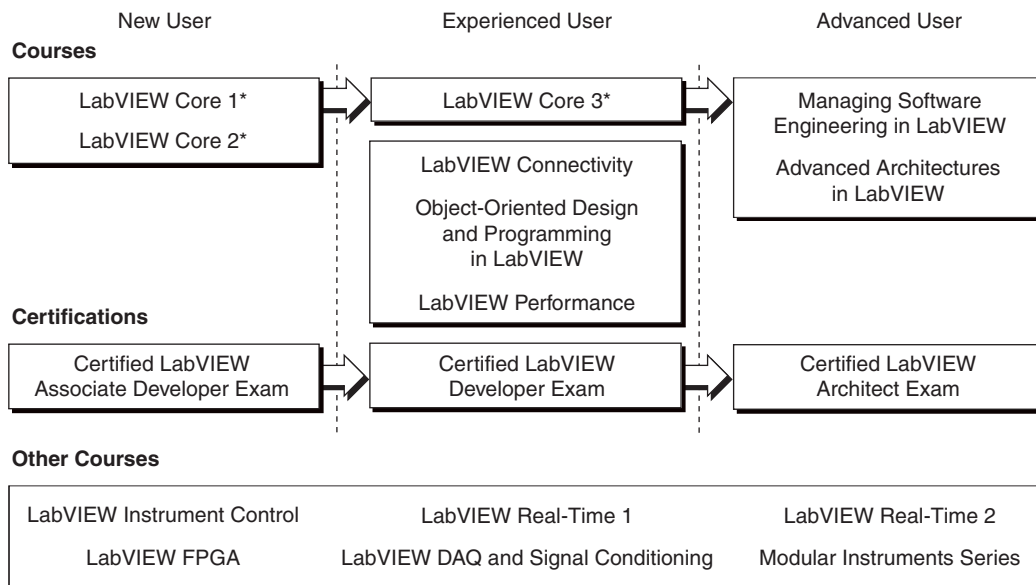 New User
Experienced User
Advanced User
Courses
LabVIEW Core 1*
LabVIEW Core 2*
LabVIEW Core 3*
LabVIEW Connectivity
Object-Oriented Design
and Programming
in LabVIEW
LabVIEW Performance
Managing Software
Engineering in LabVIEW
Advanced Architectures
in LabVIEW
Certifications
Certified LabVIEW
Associate Developer Exam
Certified LabVIEW
Developer Exam
Certified LabVIEW
Architect Exam
Other Courses
LabVIEW Instrument Control
LabVIEW Real-Time 1
LabVIEW Real-Time 2
LabVIEW FPGA
LabVIEW DAQ and Signal Conditioning
Modular Instruments Series